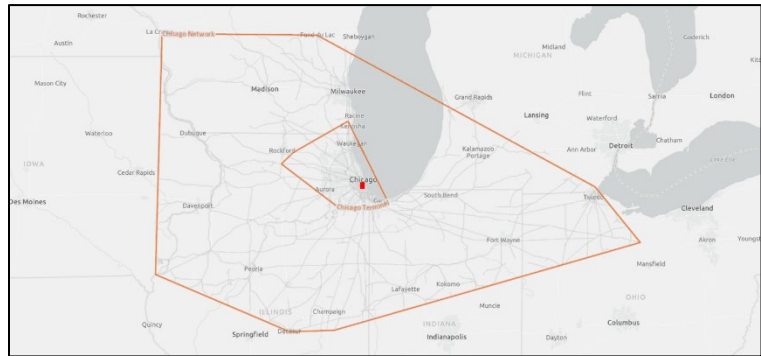 Rochester
La C
Chicago Network
Fond du Lac
Sheboygan
Austin
MICHIGAN
Midland
Goderich
Mason City
Madison
Milwaukee
Grand Rapids
Flint
Sarnia
London
Racine
Kenosha
Lansing
Waterford
Waterloo
Dubuque
Rockford
Waukegan
Kalamazoo
Portage
Ann Arbor
Detroit
Chatham
IOWA
Cedar Rapids
Chicago
Lake Erie
Aurora
South Bend
Toledo
Des Moines
Davenport
Chicago Terminal
Cleveland
Fort Wayne
Akron
Youngs
Peoria
Mansfield
Lafayette
Kokomo
ILLINOIS
Champaign
Muncie
OHIO
Quincy
Springfield
Decatur
INDIANA
Indianapolis
Columbus
Dayton